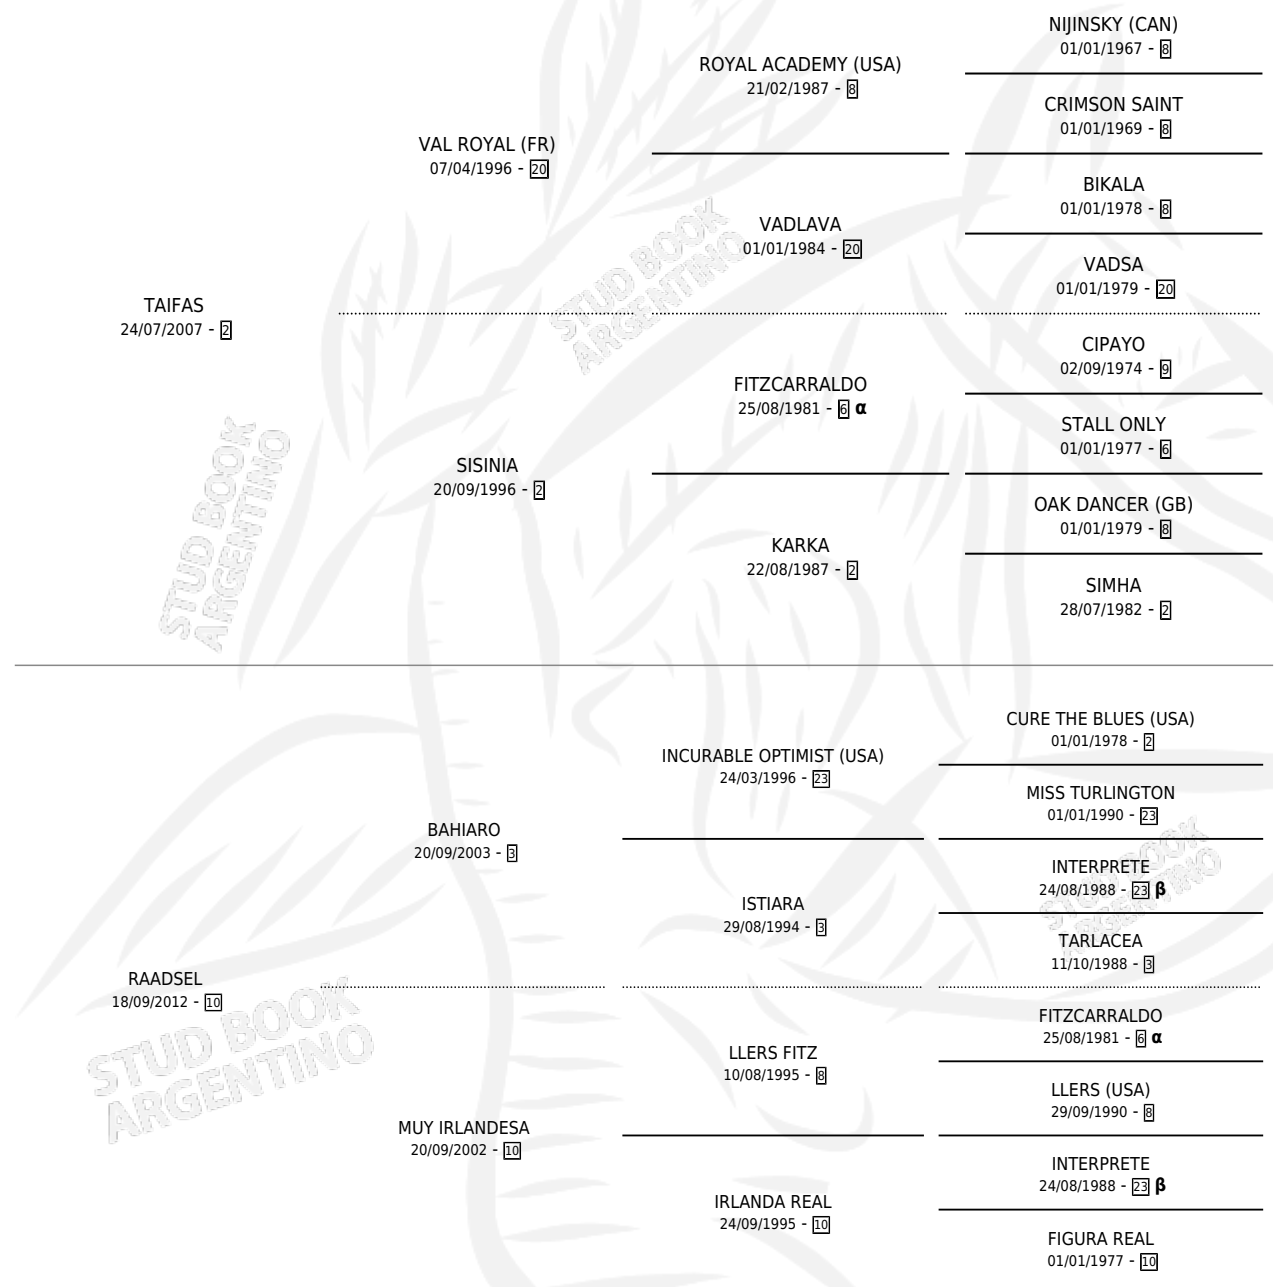 NIJINSKY (CAN)
01/01/1967 - 8
ROYAL ACADEMY (USA)
21/02/1987 - 8
CRIMSON SAINT
01/01/1969 - 8
VAL ROYAL (FR)
07/04/1996 - 20
BIKALA
01/01/1978 - 8
VADLAVA
01/01/1984 - 20
VADSA
01/01/1979 - 20
TAIFAS
24/07/2007 - 2
CIPAYO
02/09/1974 - 9
FITZCARRALDO
25/08/1981 - 6 α
STALL ONLY
01/01/1977 - 6
SISINIA
20/09/1996 - 2
OAK DANCER (GB)
01/01/1979 - 8
KARKA
22/08/1987 - 2
SIMHA
28/07/1982 - 2
CURE THE BLUES (USA)
01/01/1978 - 2
INCURABLE OPTIMIST (USA)
24/03/1996 - 23
MISS TURLINGTON
01/01/1990 - 23
BAHIARO
20/09/2003 - 3
INTERPRETE
24/08/1988 - 23 β
ISTIARA
29/08/1994 - 3
TARLACEA
11/10/1988 - 3
RAADSEL
18/09/2012 - 10
FITZCARRALDO
25/08/1981 - 6 α
LLERS FITZ
10/08/1995 - 8
LLERS (USA)
29/09/1990 - 8
MUY IRLANDESA
20/09/2002 - 10
INTERPRETE
24/08/1988 - 23 β
IRLANDA REAL
24/09/1995 - 10
FIGURA REAL
01/01/1977 - 10
STUD BOOK
ARGENTINO
STUD BOOK
ARGENTINO
STUD BOOK
ARGENTINO
STUD BOOK
ARGENTINO